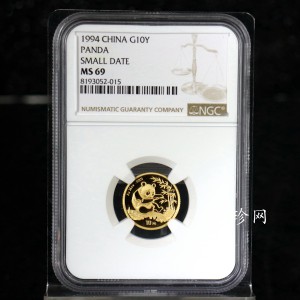 1994 CHINA G10Y
PANDA
SMALL DATE
MS 69
8193052-015
NUMISMATIC GUARANTY COMPANY
NGC
珍网